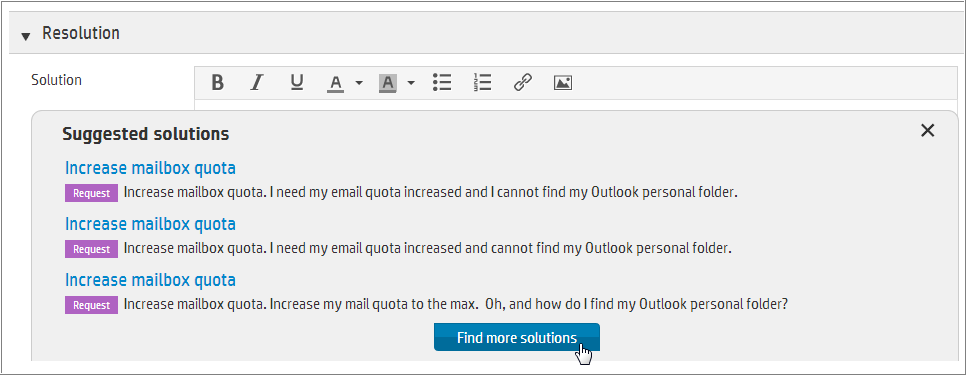 Resolution
Solution
B I U A A
Suggested solutions
Increase mailbox quota
Request Increase mailbox quota. I need my email quota increased and I cannot find my Outlook personal folder.
Increase mailbox quota
Request Increase mailbox quota. I need my email quota increased and cannot find my Outlook personal folder.
Increase mailbox quota
Request Increase mailbox quota. Increase my mail quota to the max. Oh, and how do I find my Outlook personal folder?
Find more solutions